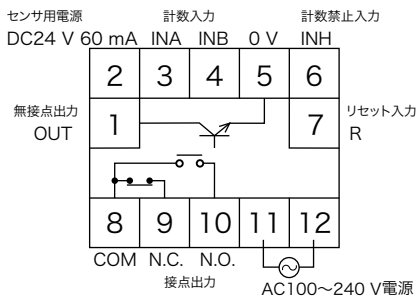 センサ用電源 計数入力 計数禁止入力
DC24 V 60 mA INA INB 0 V INH
2 3 4 5 6
無接点出力 リセット入力
OUT 1 7 R
8 9 10 11 12
COM N.C. N.O.
接点出力 AC100～240 V電源